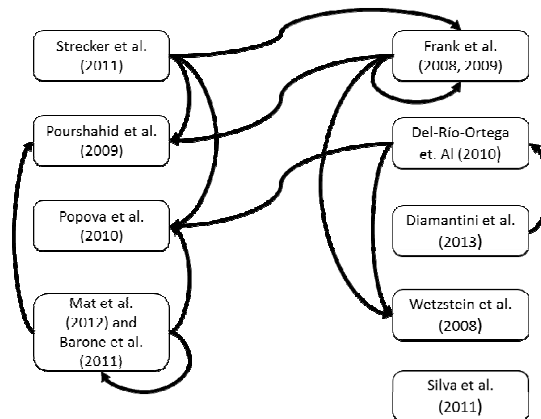 Strecker et al.
(2011)
Pourshahid et al.
(2009)
Popova et al.
(2010)
Mat et al.
(2012) and
Barone et al.
(2011)
Frank et al.
(2008, 2009)
Del-Río-Ortega
et. Al (2010)
Diamantini et al.
(2013)
Wetzstein et al.
(2008)
Silva et al.
(2011)